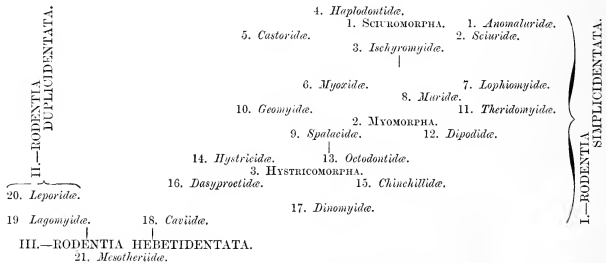 4. Haplodontidæ.
1. SCIUROMORPHA. 1. Anomaluridæ.
5. Castoridæ. 2. Sciuridæ.
3. Ischyromyidæ.
6. Myoxidæ. 7. Lophiomyidæ.
8. Muridæ.
10. Geomyidæ. 11. Theridomyidæ.
2. MYOMORPHA.
9. Spalacidæ. 12. Dipodidæ.
14. Hystricidæ. 13. Octodontidæ.
3. HYSTRICOMORPHA.
16. Dasyproctidæ. 15. Chinchillidæ.
20. Leporidæ.
17. Dinomyidæ.
19 Lagomyidæ. 18. Caviidæ.
III.—RODENTIA HEBETIDENTATA.
21. Mesotheriidæ.
II.—RODENTIA
DUPLICIDENTATA.
I.—RODENTIA
SIMPLICIDENTATA.